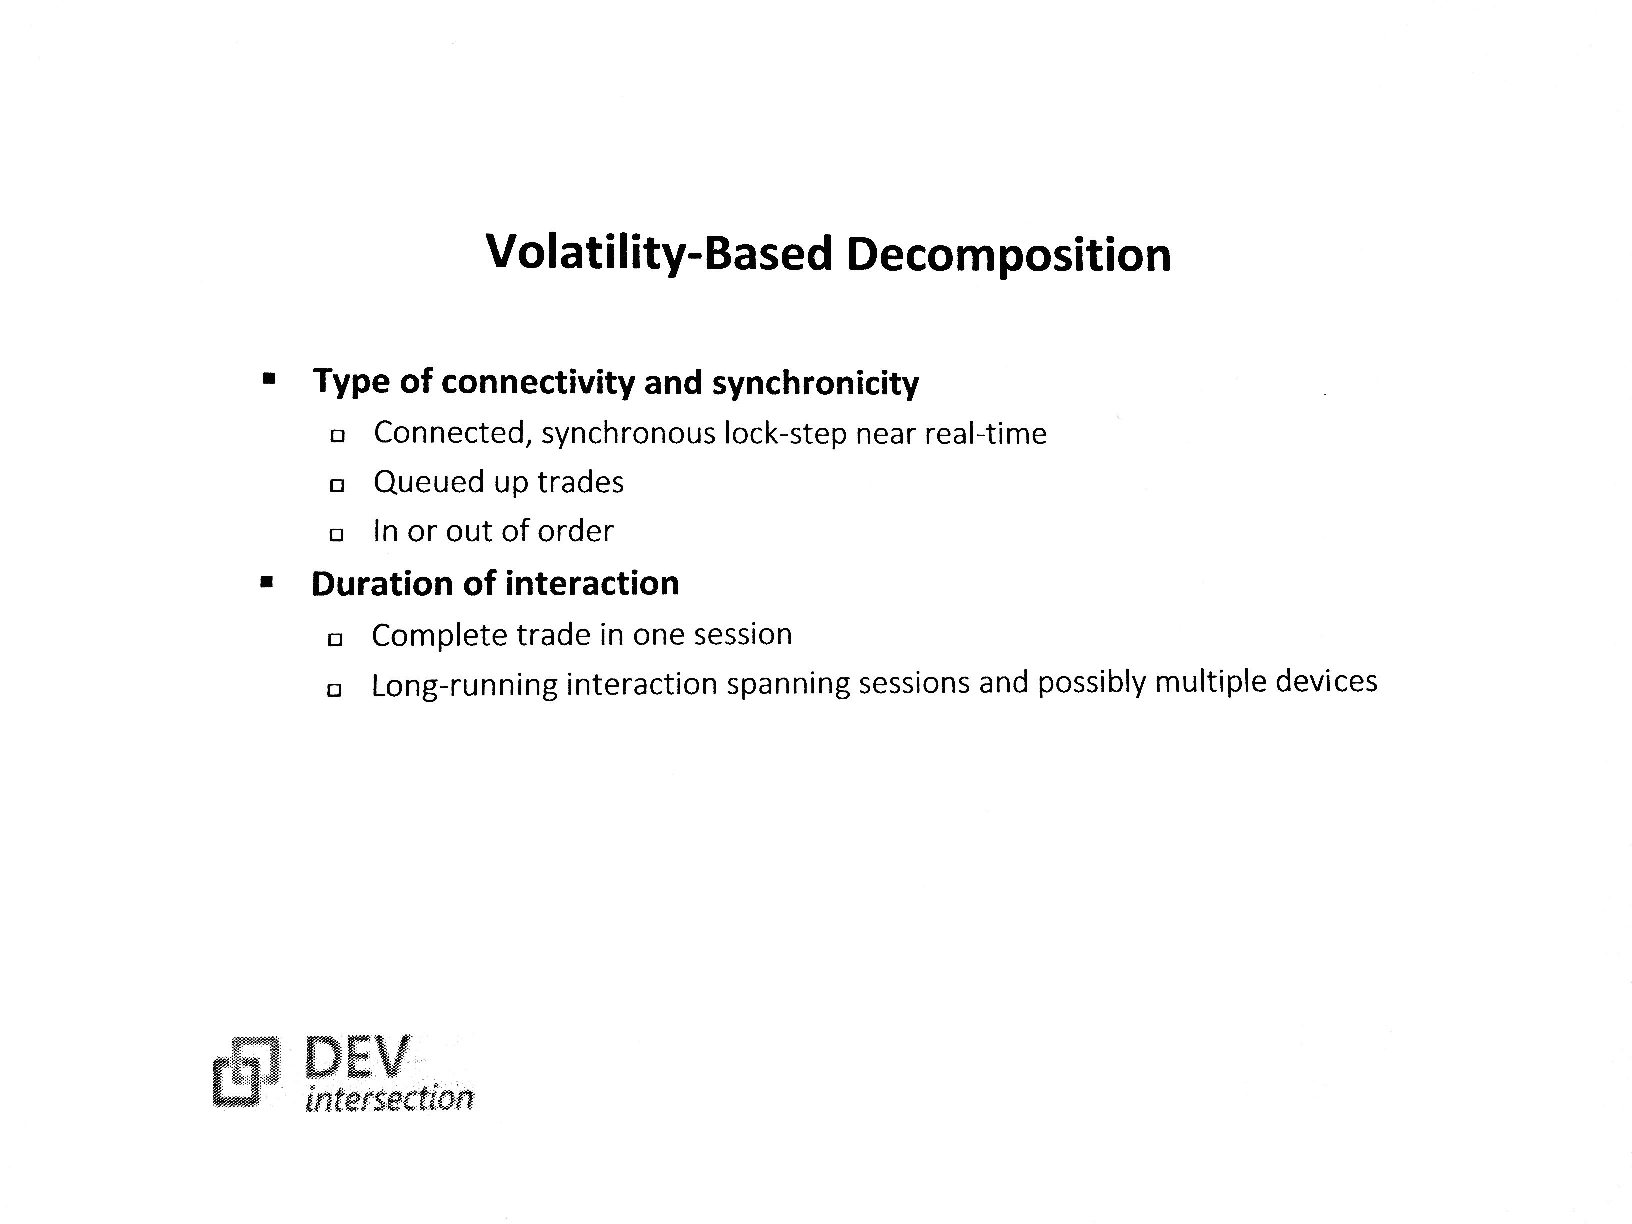 Volatility-Based Decomposition
▪ Type of connectivity and synchronicity
▫ Connected, synchronous lock-step near real-time
▫ Queued up trades
▫ In or out of order
▪ Duration of interaction
▫ Complete trade in one session
▫ Long-running interaction spanning sessions and possibly multiple devices
DEV
intersection